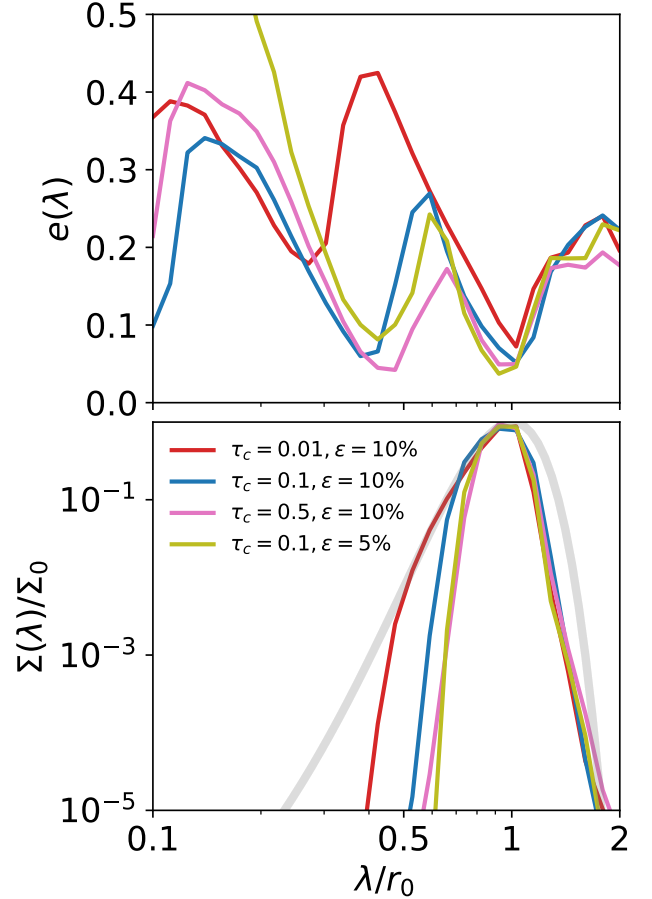 0.5
0.4
0.3
0.2
0.1
0.0
e(λ)
τc = 0.01, ε = 10%
τc = 0.1, ε = 10%
τc = 0.5, ε = 10%
τc = 0.1, ε = 5%
10⁻¹
10⁻³
10⁻⁵
Σ(λ)/Σ₀
0.1 0.5 1 2
λ/r₀